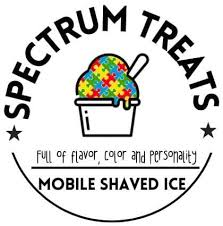 SPECTRUM TREATS
Full of flavor, color and personality
MOBILE SHAVED ICE